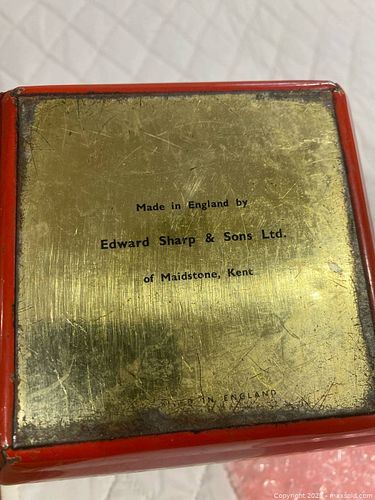 Made in England by
Edward Sharp & Sons Ltd.
of Maidstone, Kent
IN ENGLAND